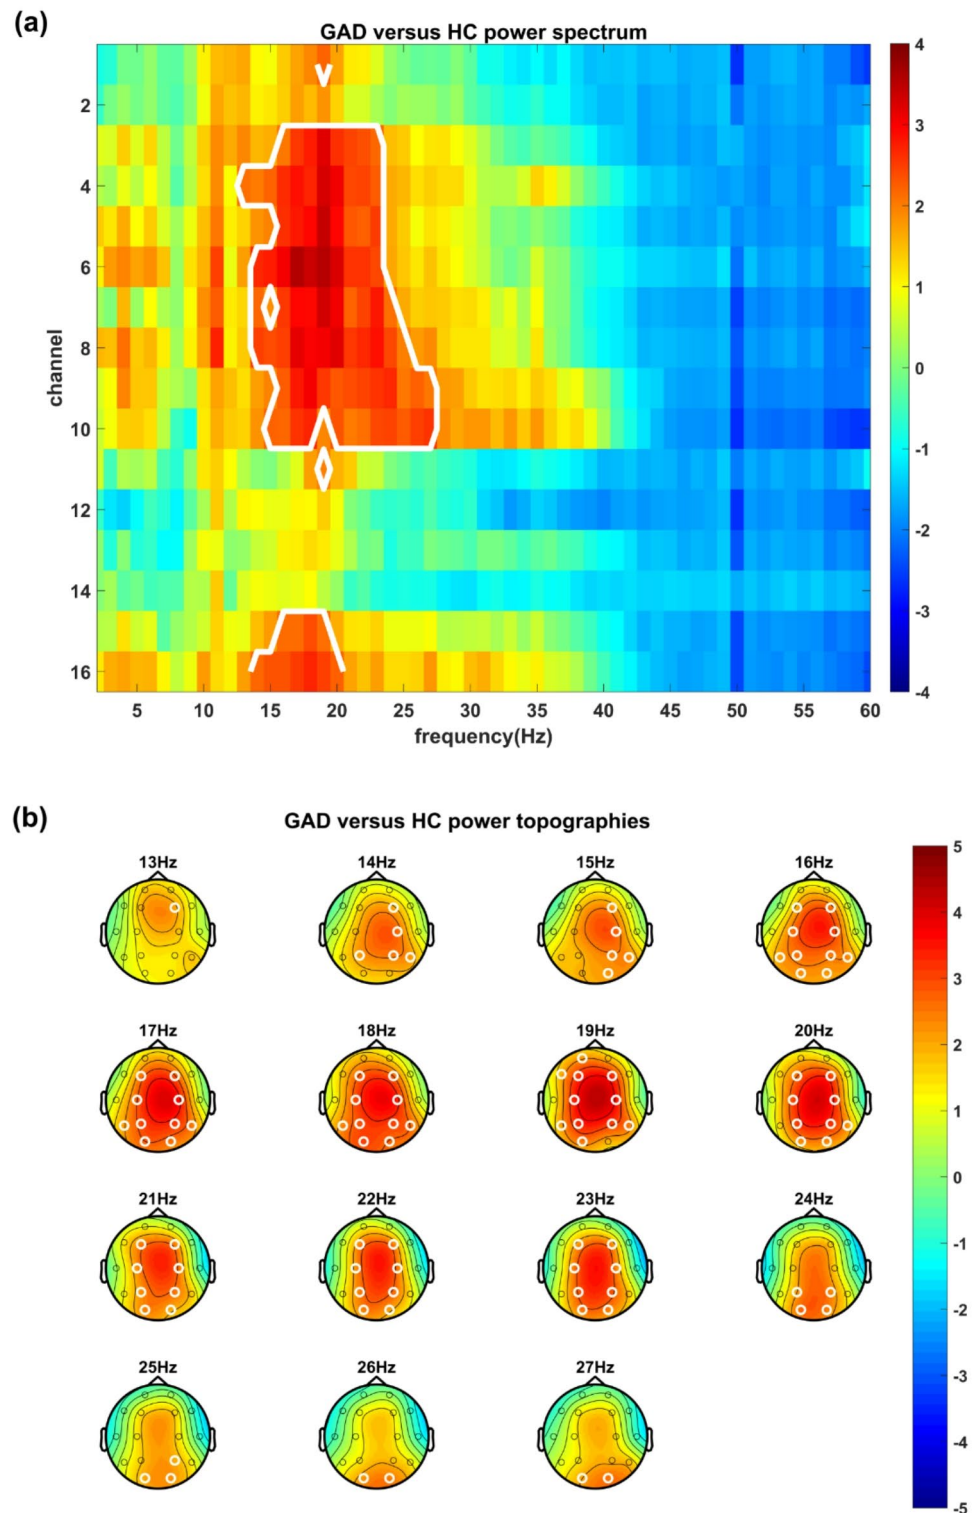 (a)
GAD versus HC power spectrum
channel
2
4
6
8
10
12
14
16
5 10 15 20 25 30 35 40 45 50 55 60
frequency(Hz)
4
3
2
1
0
-1
-2
-3
-4
(b)
GAD versus HC power topographies
13Hz 14Hz 15Hz 16Hz
17Hz 18Hz 19Hz 20Hz
21Hz 22Hz 23Hz 24Hz
25Hz 26Hz 27Hz
5
4
3
2
1
0
-1
-2
-3
-4
-5